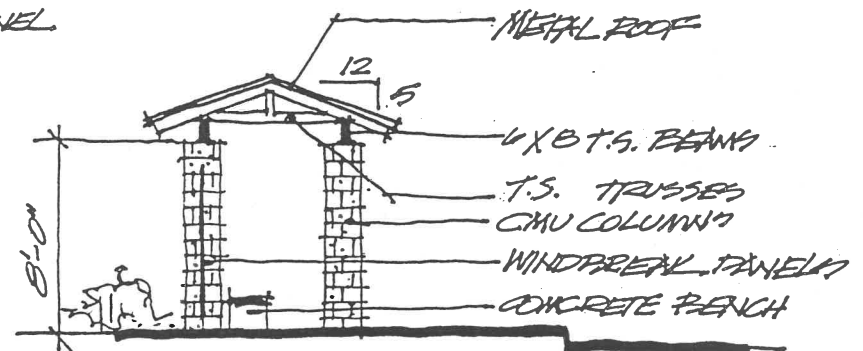 METAL ROOF
12
5
6X8 T.S. BEAMS
T.S. TRUSSES
CMU COLUMNS
WINDBREAK PANELS
CONCRETE BENCH
8'-0"